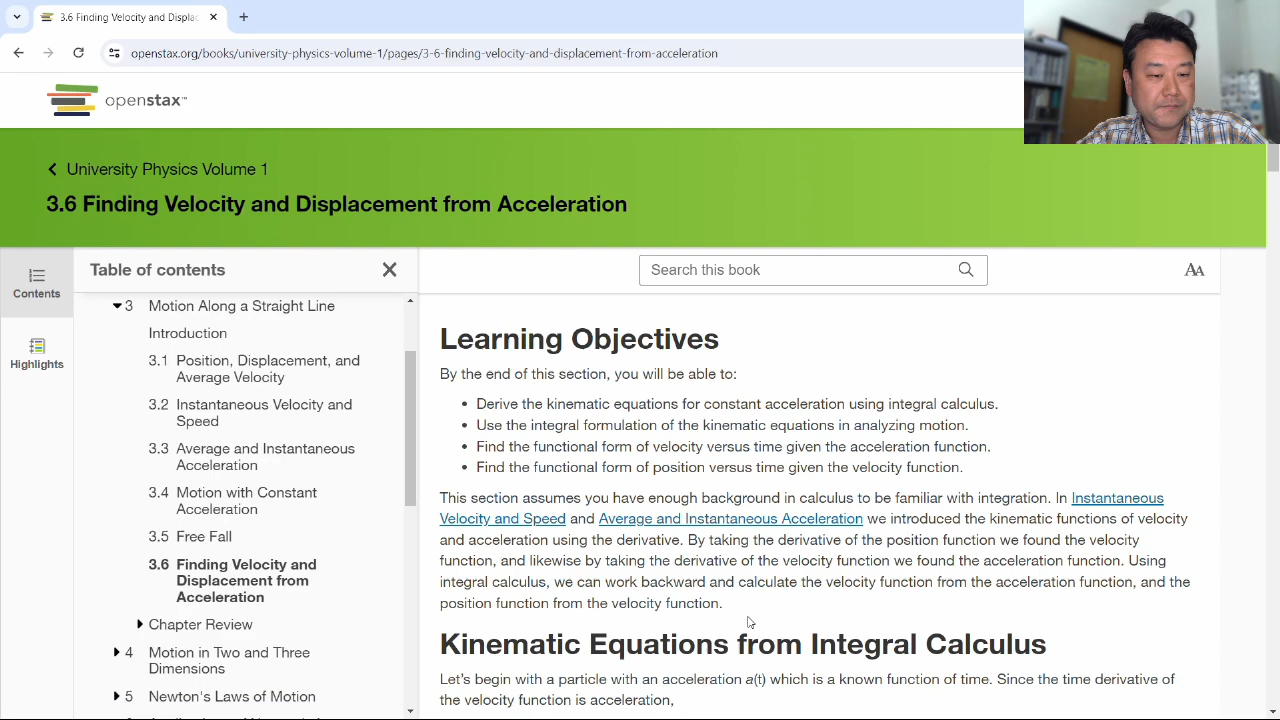 3.6 Finding Velocity and Displac
openstax.org/books/university-physics-volume-1/pages/3-6-finding-velocity-and-displacement-from-acceleration
openstax™
University Physics Volume 1
3.6 Finding Velocity and Displacement from Acceleration
Contents
Highlights
Table of contents
3 Motion Along a Straight Line
Introduction
3.1 Position, Displacement, and
Average Velocity
3.2 Instantaneous Velocity and
Speed
3.3 Average and Instantaneous
Acceleration
3.4 Motion with Constant
Acceleration
3.5 Free Fall
3.6 Finding Velocity and
Displacement from
Acceleration
Chapter Review
4 Motion in Two and Three
Dimensions
5 Newton's Laws of Motion
Search this book
AA
Learning Objectives
By the end of this section, you will be able to:
• Derive the kinematic equations for constant acceleration using integral calculus.
• Use the integral formulation of the kinematic equations in analyzing motion.
• Find the functional form of velocity versus time given the acceleration function.
• Find the functional form of position versus time given the velocity function.
This section assumes you have enough background in calculus to be familiar with integration. In Instantaneous
Velocity and Speed and Average and Instantaneous Acceleration we introduced the kinematic functions of velocity
and acceleration using the derivative. By taking the derivative of the position function we found the velocity
function, and likewise by taking the derivative of the velocity function we found the acceleration function. Using
integral calculus, we can work backward and calculate the velocity function from the acceleration function, and the
position function from the velocity function.
Kinematic Equations from Integral Calculus
Let's begin with a particle with an acceleration a(t) which is a known function of time. Since the time derivative of
the velocity function is acceleration,